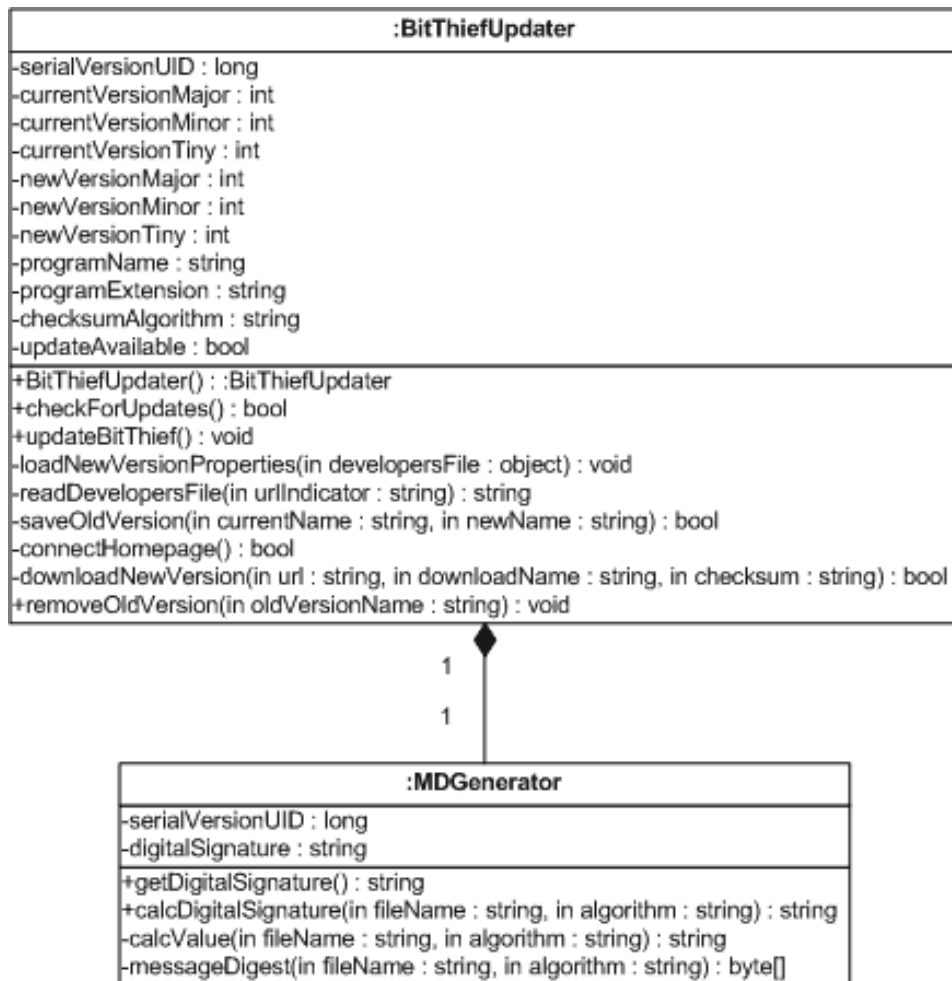 :BitThiefUpdater
-serialVersionUID : long
-currentVersionMajor : int
-currentVersionMinor : int
-currentVersionTiny : int
-newVersionMajor : int
-newVersionMinor : int
-newVersionTiny : int
-programName : string
-programExtension : string
-checksumAlgorithm : string
-updateAvailable : bool
+BitThiefUpdater() : :BitThiefUpdater
+checkForUpdates() : bool
+updateBitThief() : void
-loadNewVersionProperties(in developersFile : object) : void
-readDevelopersFile(in urlIndicator : string) : string
-saveOldVersion(in currentName : string, in newName : string) : bool
-connectHomepage() : bool
-downloadNewVersion(in url : string, in downloadName : string, in checksum : string) : bool
+removeOldVersion(in oldVersionName : string) : void
1
1
:MDGenerator
-serialVersionUID : long
-digitalSignature : string
+getDigitalSignature() : string
+calcDigitalSignature(in fileName : string, in algorithm : string) : string
-calcValue(in fileName : string, in algorithm : string) : string
-messageDigest(in fileName : string, in algorithm : string) : byte[]